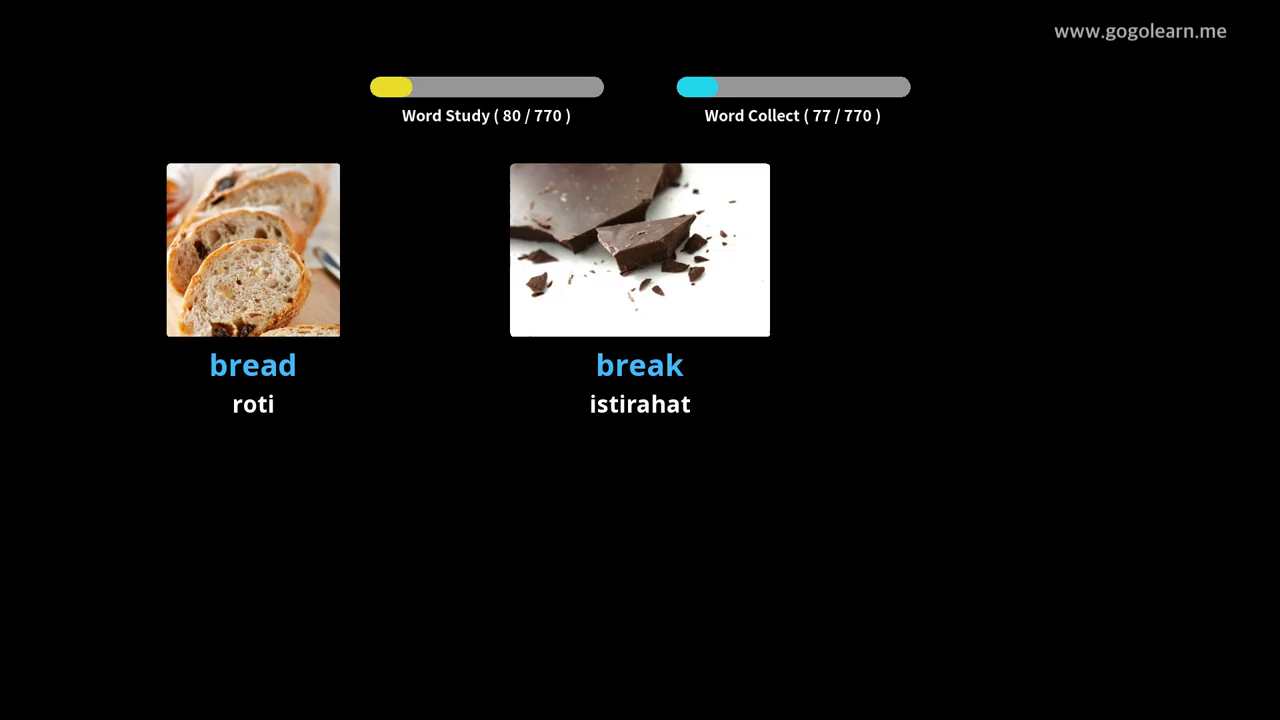 www.gogolearn.me
Word Study ( 80 / 770 )
Word Collect ( 77 / 770 )
bread
roti
break
istirahat